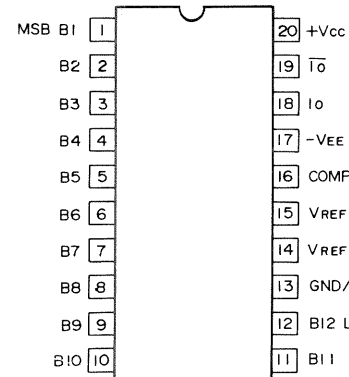 MSB B1 1
B2 2
B3 3
B4 4
B5 5
B6 6
B7 7
B8 8
B9 9
B10 10
20 +Vcc
19 I̅o̅
18 Io
17 -VEE
16 COMP
15 VREF
14 VREF
13 GND/
12 B12 L
11 B11